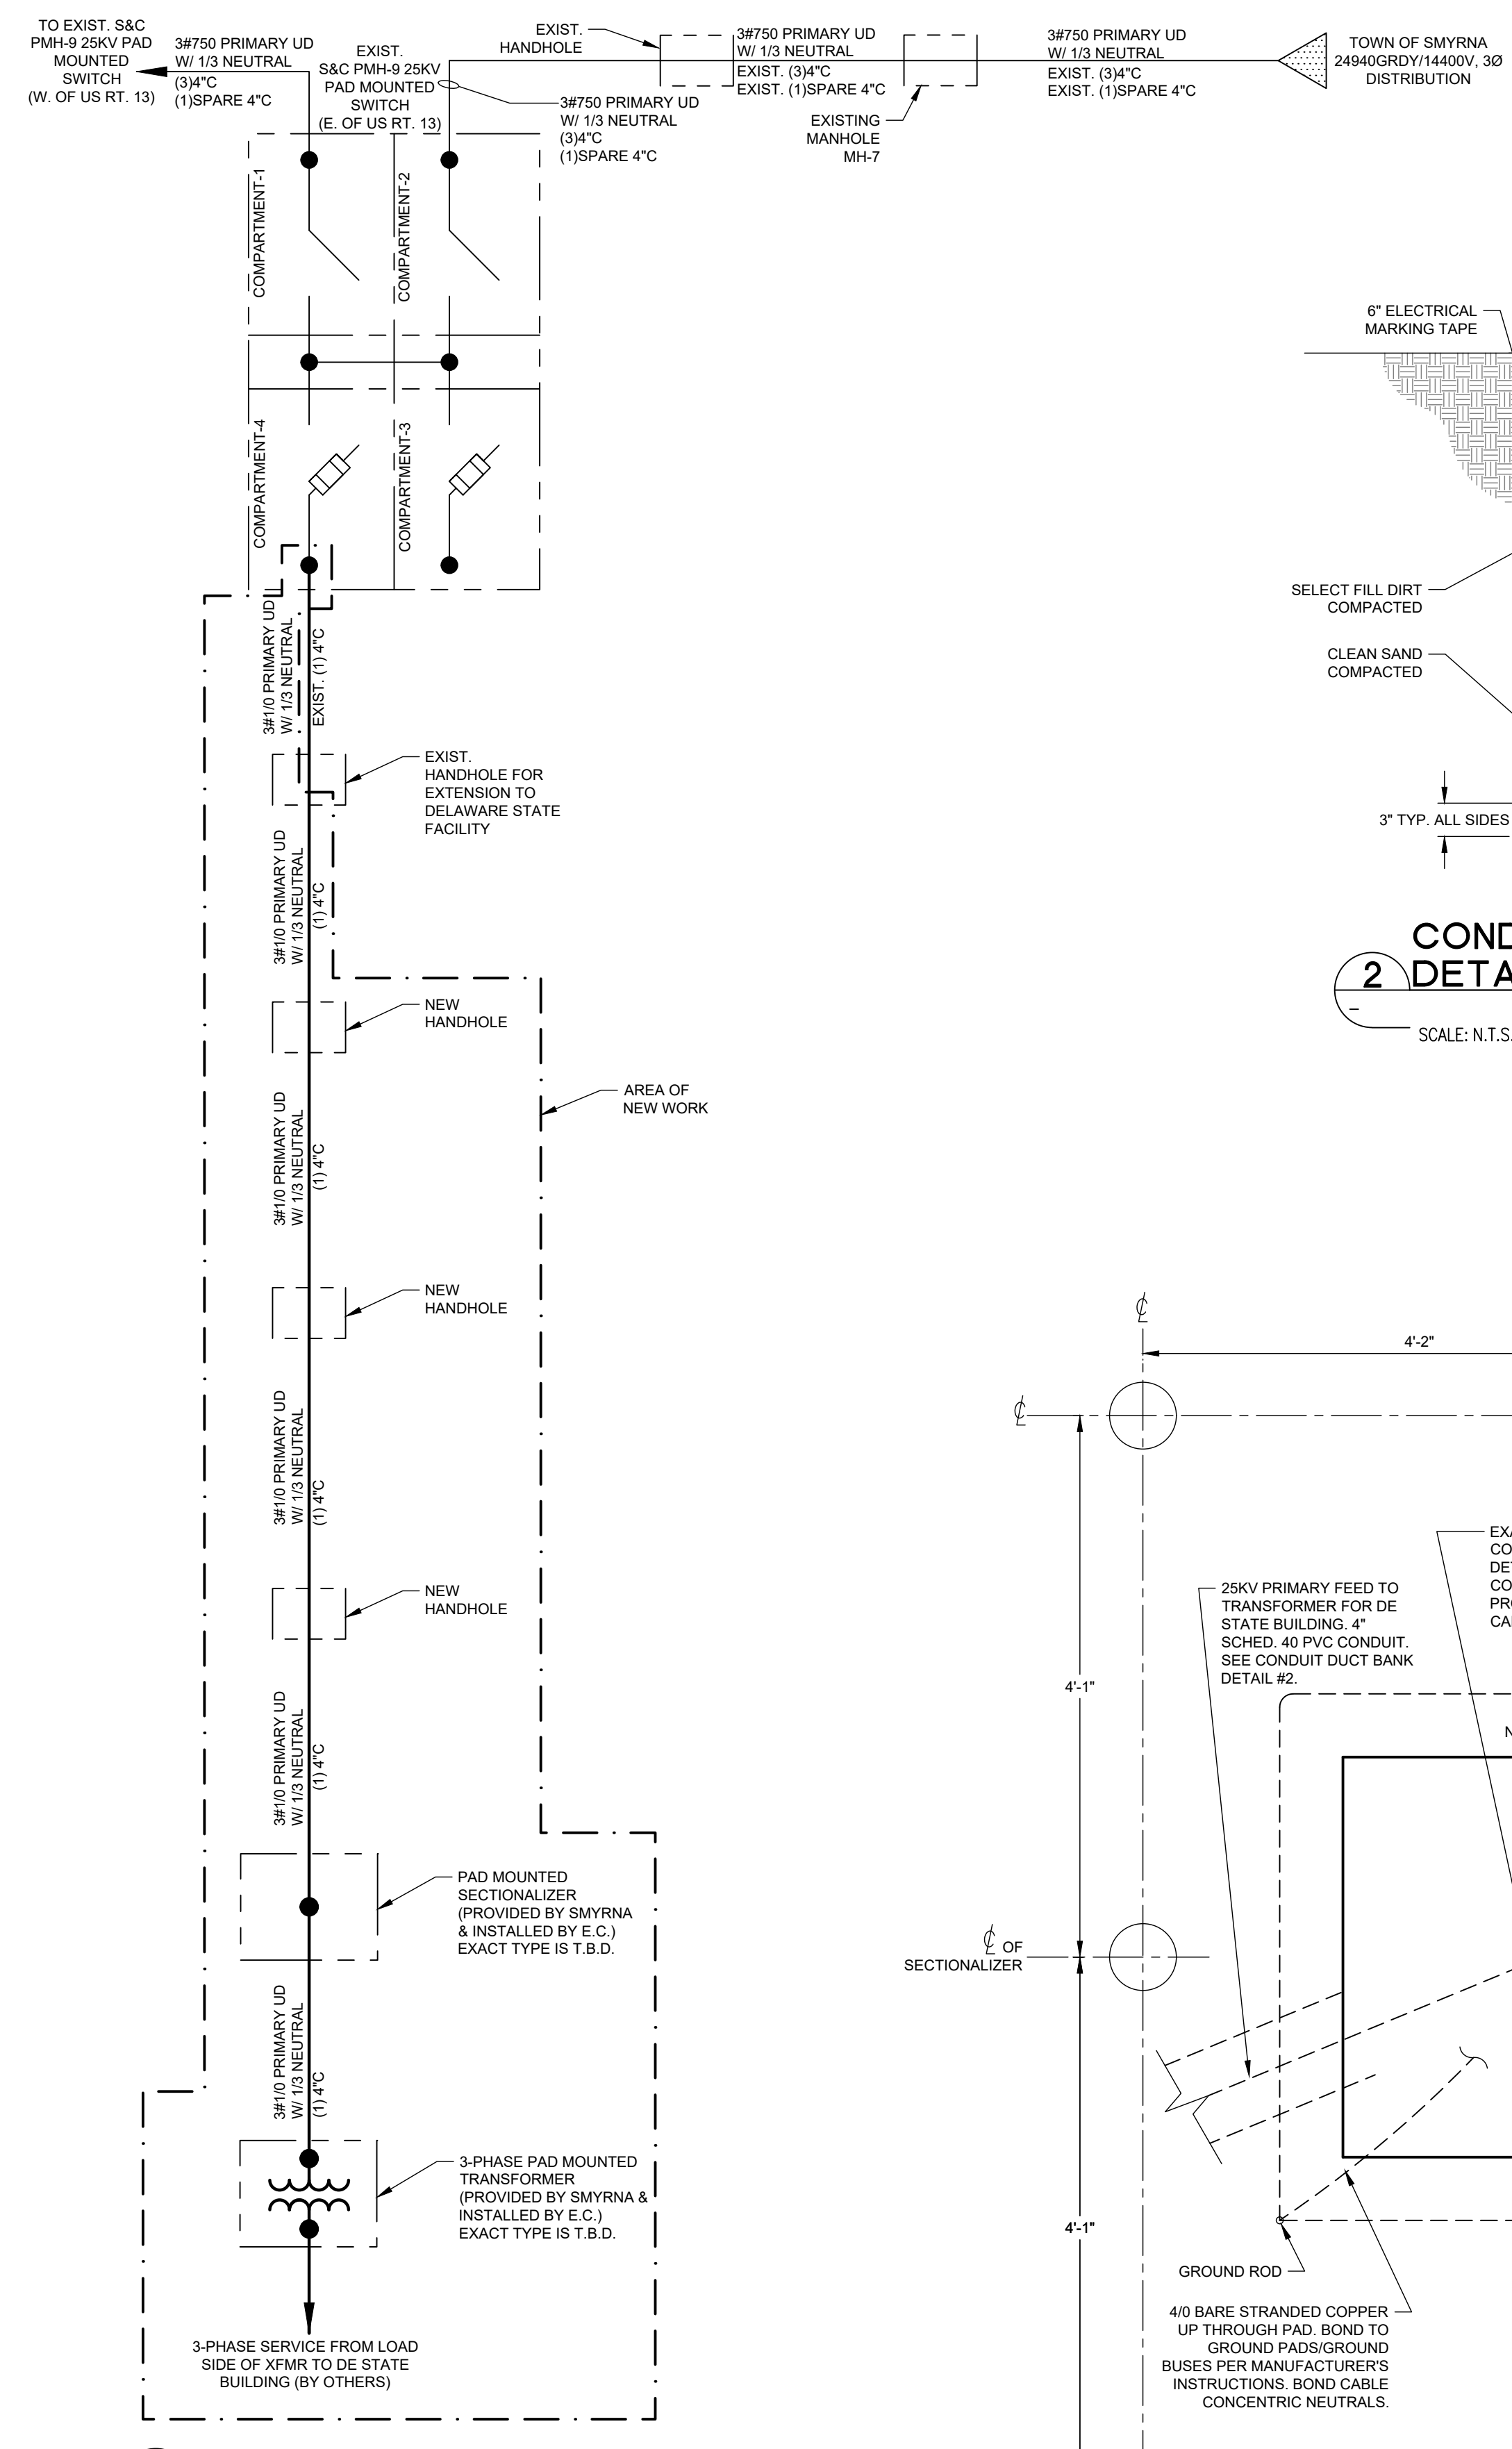 TO EXIST. S&C
PMH-9 25KV PAD
MOUNTED
SWITCH
(W. OF US RT. 13)
3#750 PRIMARY UD
W/ 1/3 NEUTRAL
(3)4"C
(1)SPARE 4"C
EXIST.
S&C PMH-9 25KV
PAD MOUNTED
SWITCH
(E. OF US RT. 13)
EXIST.
HANDHOLE
3#750 PRIMARY UD
W/ 1/3 NEUTRAL
(3)4"C
(1)SPARE 4"C
3#750 PRIMARY UD
W/ 1/3 NEUTRAL
EXIST. (3)4"C
EXIST. (1)SPARE 4"C
EXISTING
MANHOLE
MH-7
3#750 PRIMARY UD
W/ 1/3 NEUTRAL
EXIST. (3)4"C
EXIST. (1)SPARE 4"C
TOWN OF SMYRNA
24940GRDY/14400V, 3Ø
DISTRIBUTION
COMPARTMENT-1
COMPARTMENT-2
COMPARTMENT-4
COMPARTMENT-3
3#1/0 PRIMARY UD
W/ 1/3 NEUTRAL
EXIST. (1) 4"C
EXIST.
HANDHOLE FOR
EXTENSION TO
DELAWARE STATE
FACILITY
3#1/0 PRIMARY UD
W/ 1/3 NEUTRAL
(1) 4"C
NEW
HANDHOLE
AREA OF
NEW WORK
3#1/0 PRIMARY UD
W/ 1/3 NEUTRAL
(1) 4"C
NEW
HANDHOLE
3#1/0 PRIMARY UD
W/ 1/3 NEUTRAL
(1) 4"C
NEW
HANDHOLE
3#1/0 PRIMARY UD
W/ 1/3 NEUTRAL
(1) 4"C
PAD MOUNTED
SECTIONALIZER
(PROVIDED BY SMYRNA
& INSTALLED BY E.C.)
EXACT TYPE IS T.B.D.
3#1/0 PRIMARY UD
W/ 1/3 NEUTRAL
(1) 4"C
3-PHASE PAD MOUNTED
TRANSFORMER
(PROVIDED BY SMYRNA &
INSTALLED BY E.C.)
EXACT TYPE IS T.B.D.
3-PHASE SERVICE FROM LOAD
SIDE OF XFMR TO DE STATE
BUILDING (BY OTHERS)
6" ELECTRICAL
MARKING TAPE
SELECT FILL DIRT
COMPACTED
CLEAN SAND
COMPACTED
3" TYP. ALL SIDES
2
–
COND
DETA
SCALE: N.T.S.
℄
4'-2"
℄
25KV PRIMARY FEED TO
TRANSFORMER FOR DE
STATE BUILDING. 4"
SCHED. 40 PVC CONDUIT.
SEE CONDUIT DUCT BANK
DETAIL #2.
EXA
CO
DET
CO
PRO
CA
N
4'-1"
℄ OF
SECTIONALIZER
4'-1"
GROUND ROD
4/0 BARE STRANDED COPPER
UP THROUGH PAD. BOND TO
GROUND PADS/GROUND
BUSES PER MANUFACTURER'S
INSTRUCTIONS. BOND CABLE
CONCENTRIC NEUTRALS.